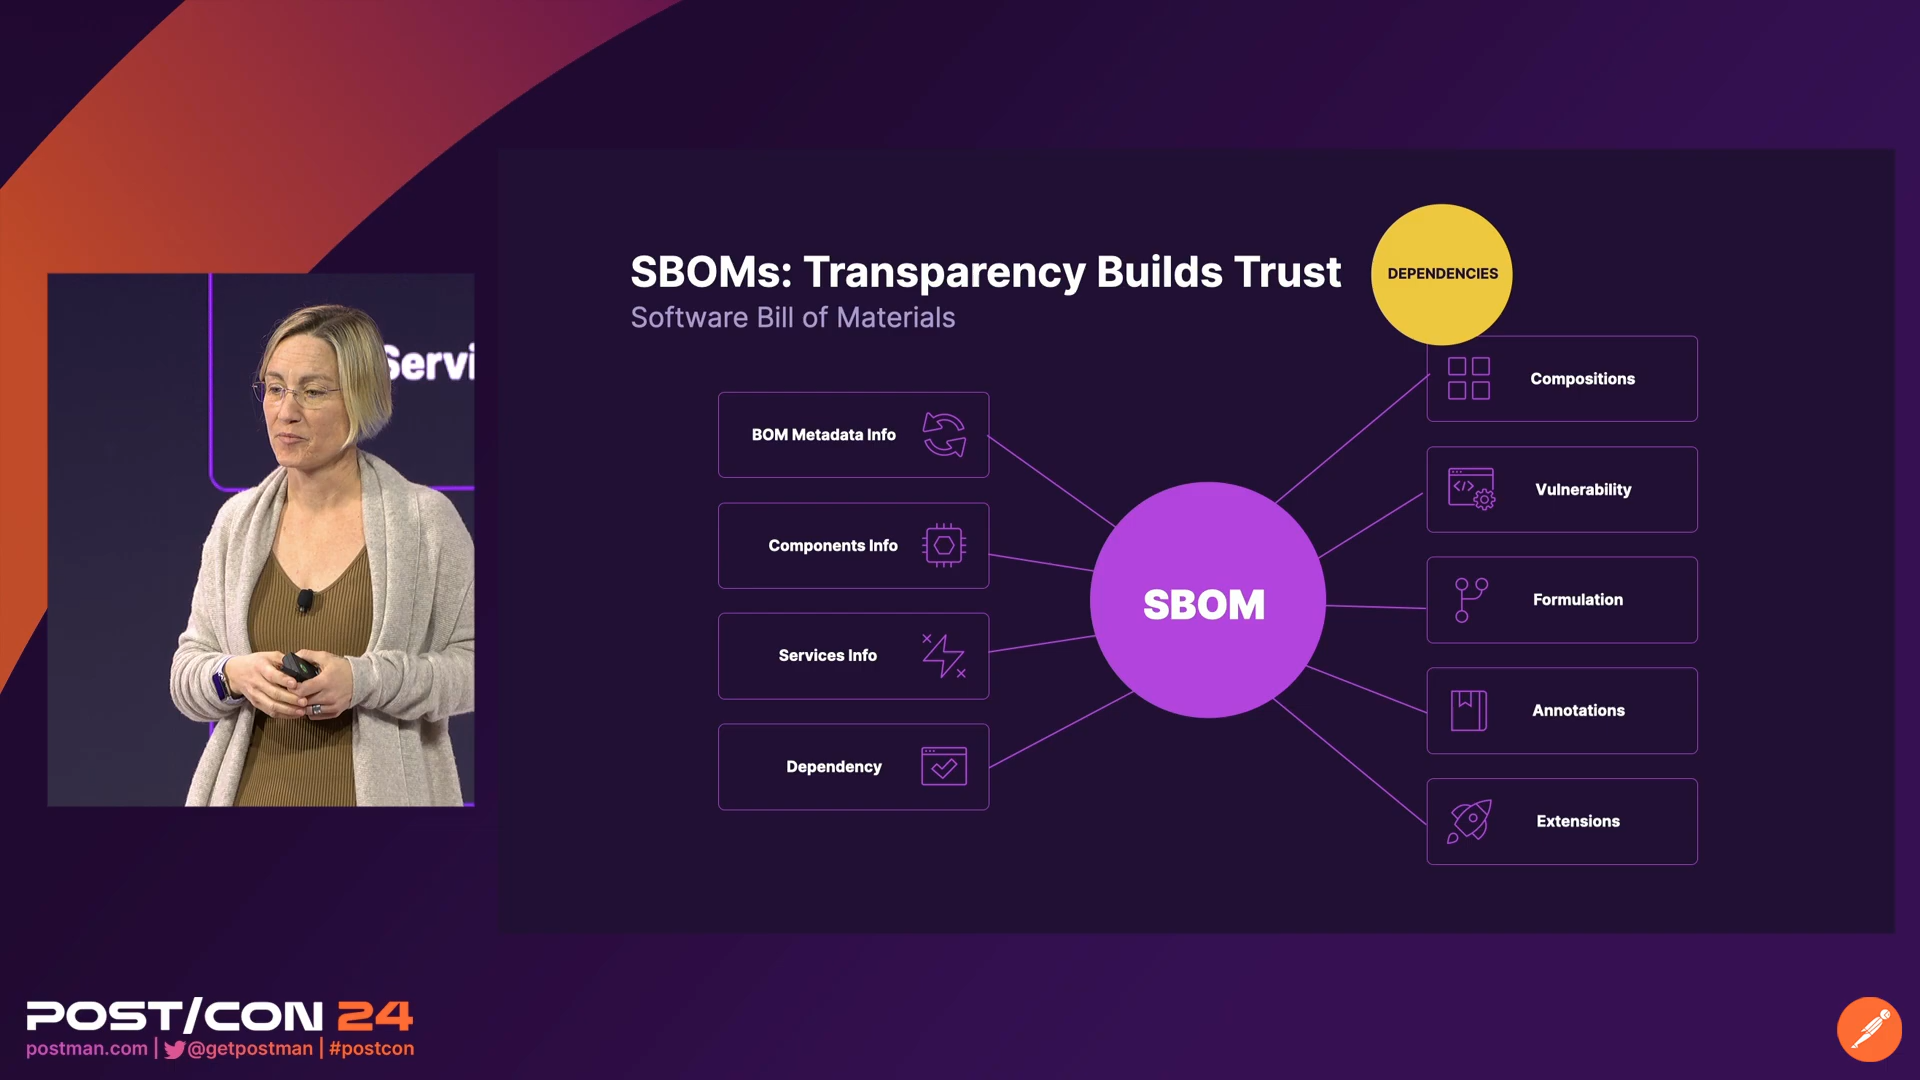 SBOMs: Transparency Builds Trust
Software Bill of Materials
DEPENDENCIES
BOM Metadata Info
Components Info
Services Info
Dependency
SBOM
Compositions
Vulnerability
Formulation
Annotations
Extensions
Servi
POST/CON 24
postman.com | @getpostman | #postcon